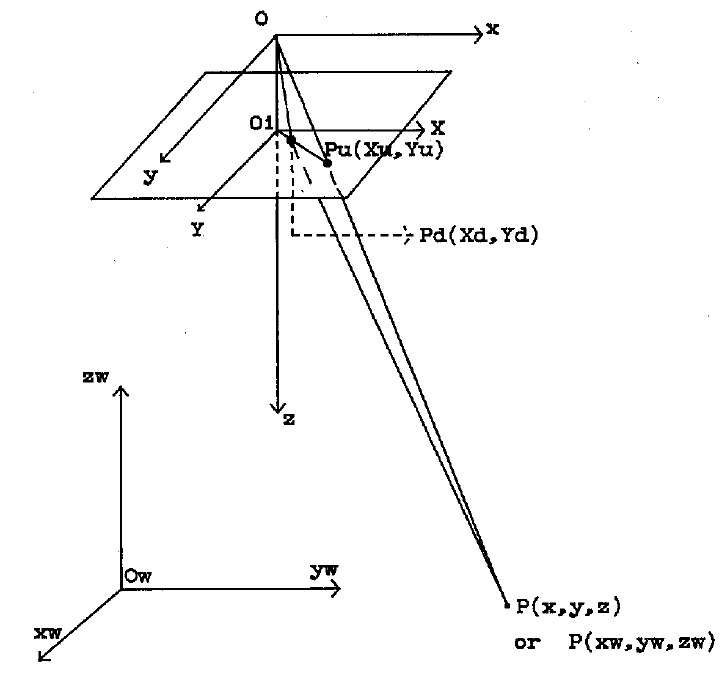 O
x
Oi
X
Pu(Xu,Yu)
y
Y
Pd(Xd,Yd)
zw
z
Ow
yw
xw
P(x,y,z)
or P(xw,yw,zw)